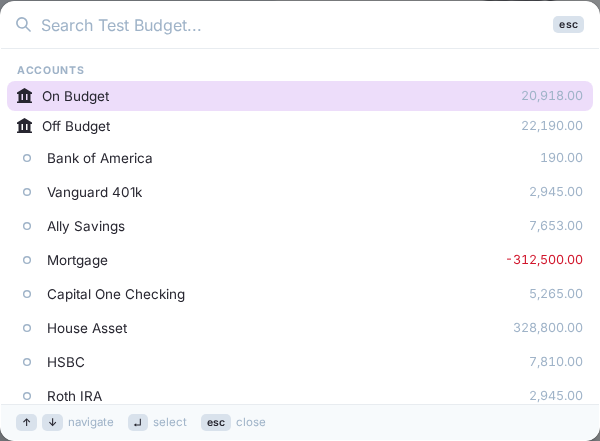 Search Test Budget... esc
ACCOUNTS
On Budget 20,918.00
Off Budget 22,190.00
Bank of America 190.00
Vanguard 401k 2,945.00
Ally Savings 7,653.00
Mortgage -312,500.00
Capital One Checking 5,265.00
House Asset 328,800.00
HSBC 7,810.00
Roth IRA 2,945.00
↑ ↓ navigate ↵ select esc close